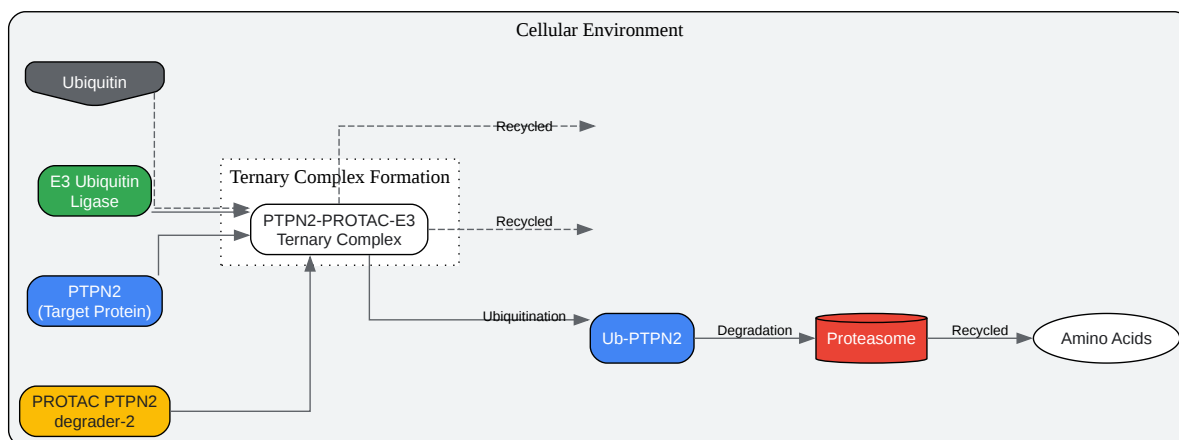 Cellular Environment
Ubiquitin
Recycled
E3 Ubiquitin
Ligase
Ternary Complex Formation
PTPN2-PROTAC-E3
Ternary Complex
Recycled
PTPN2
(Target Protein)
Ubiquitination
Ub-PTPN2
Degradation
Proteasome
Recycled
Amino Acids
PROTAC PTPN2
degrader-2